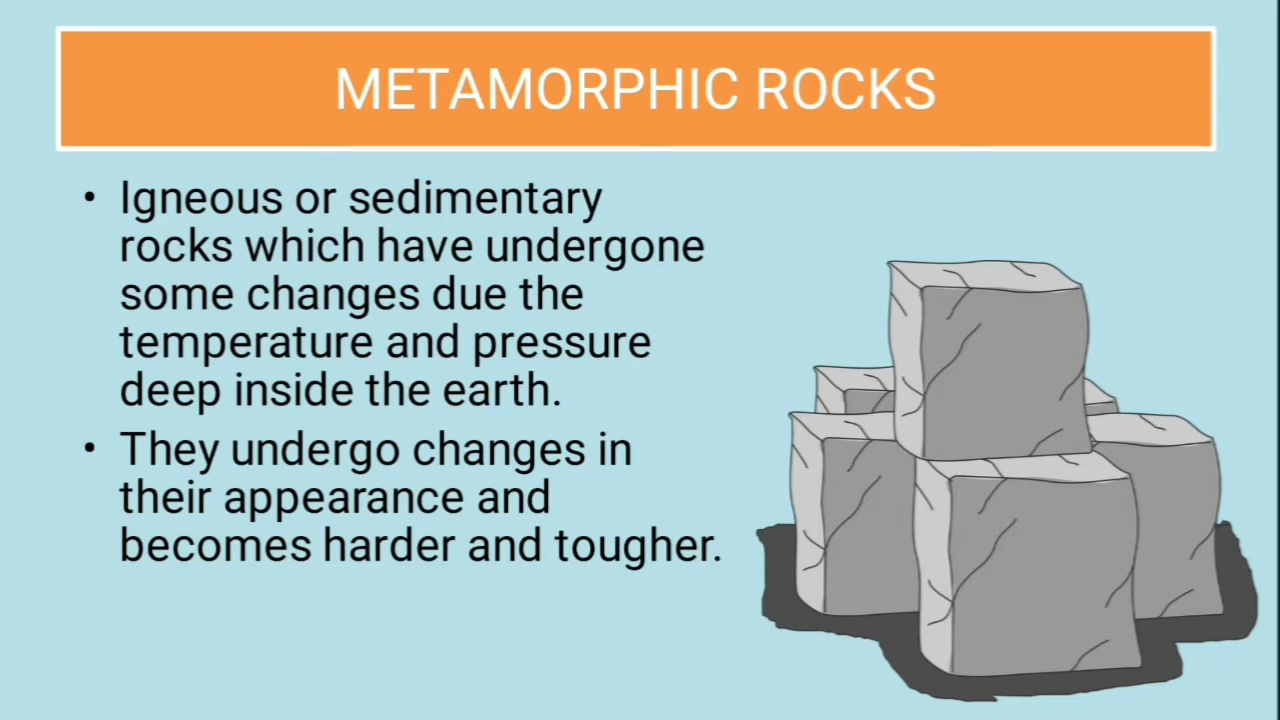 METAMORPHIC ROCKS
• Igneous or sedimentary
rocks which have undergone
some changes due the
temperature and pressure
deep inside the earth.
• They undergo changes in
their appearance and
becomes harder and tougher.